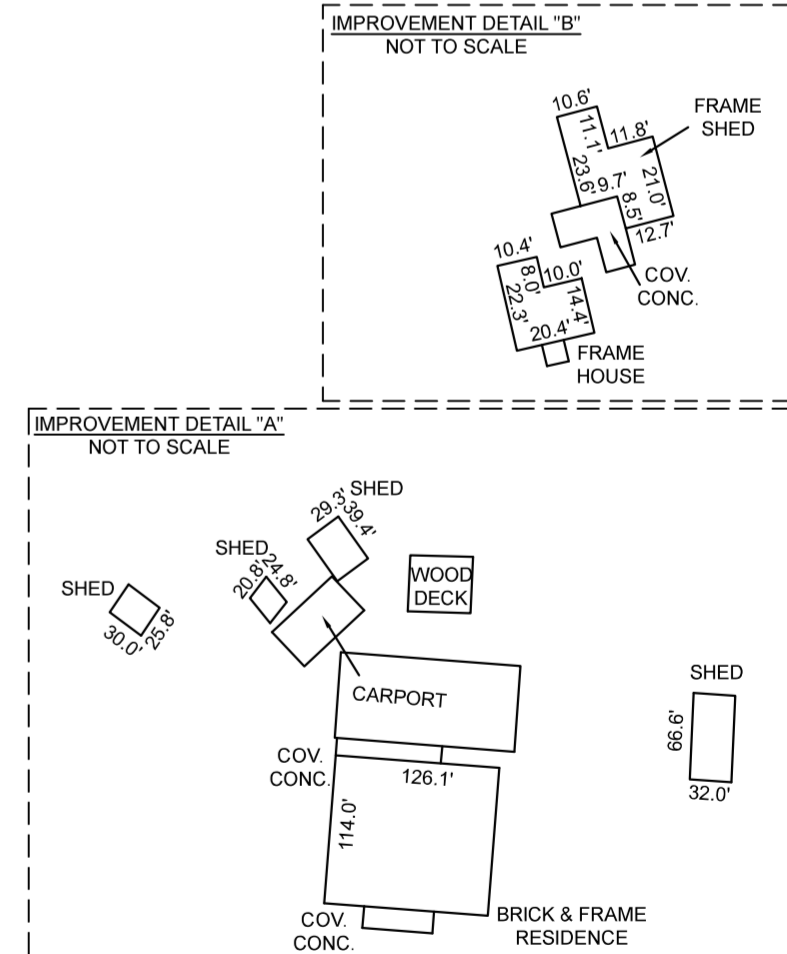 IMPROVEMENT DETAIL "B"
NOT TO SCALE
10.6'
11.1'
11.8'
FRAME
SHED
23.6'
9.7'
8.5'
21.0'
12.7'
COV.
CONC.
10.4'
8.0'
10.0'
22.3'
14.4'
20.4'
FRAME
HOUSE
IMPROVEMENT DETAIL "A"
NOT TO SCALE
SHED
29.3'
39.4'
SHED
20.8'
24.8'
SHED
30.0'
25.8'
WOOD
DECK
CARPORT
SHED
66.6'
32.0'
COV.
CONC.
126.1'
114.0'
COV.
CONC.
BRICK & FRAME
RESIDENCE